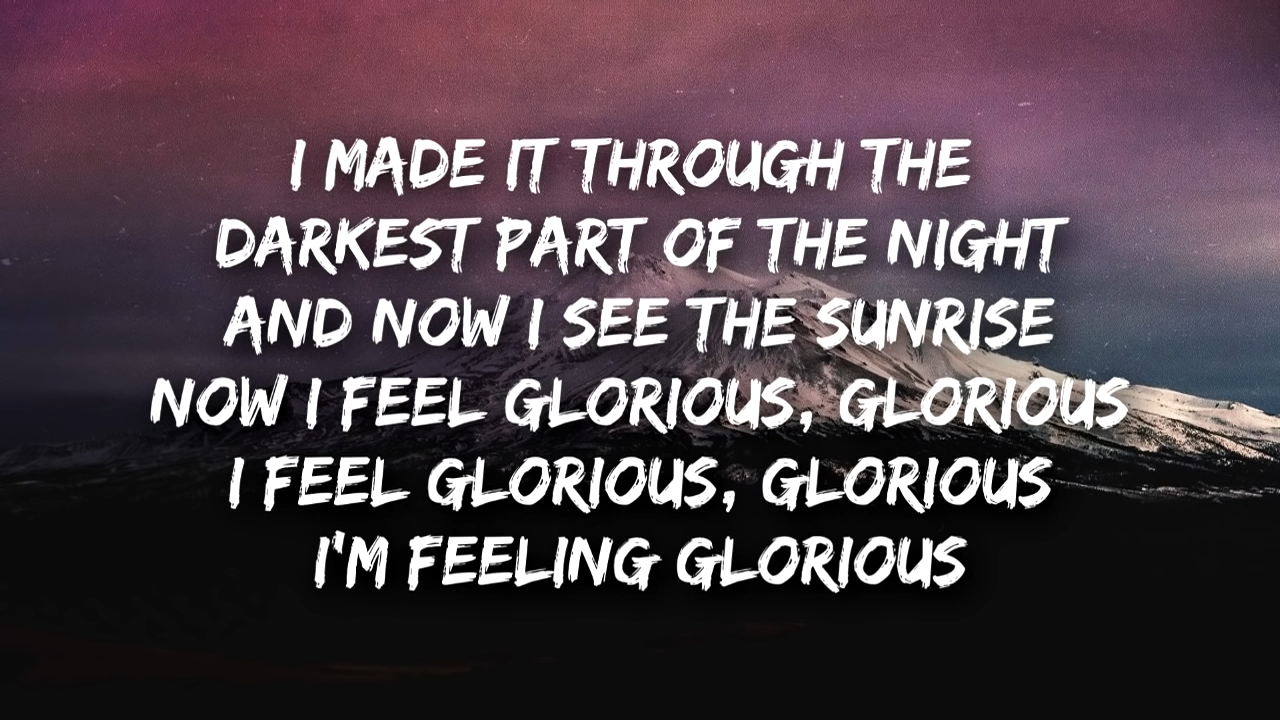 I MADE IT THROUGH THE
DARKEST PART OF THE NIGHT
AND NOW I SEE THE SUNRISE
NOW I FEEL GLORIOUS, GLORIOUS
I FEEL GLORIOUS, GLORIOUS
I'M FEELING GLORIOUS